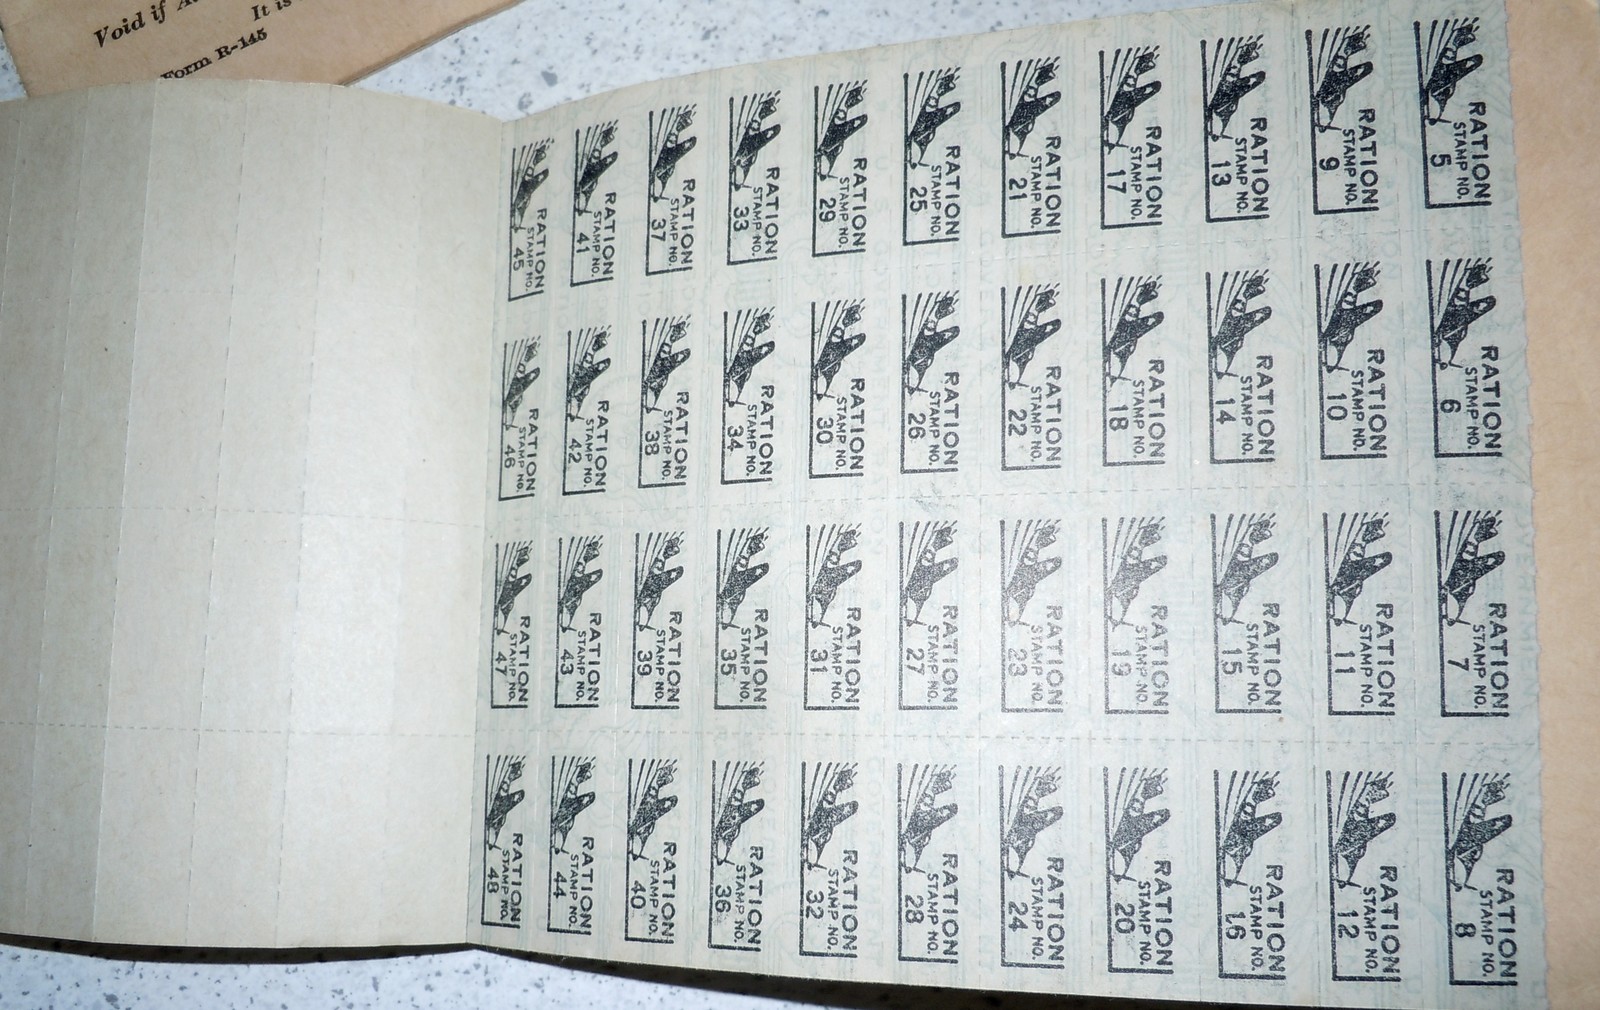 Void if
It is
Form R-145
RATION
STAMP NO.
5
RATION
STAMP NO.
6
RATION
STAMP NO.
7
RATION
STAMP NO.
8
RATION
STAMP NO.
9
RATION
STAMP NO.
10
RATION
STAMP NO.
11
RATION
STAMP NO.
12
RATION
STAMP NO.
13
RATION
STAMP NO.
14
RATION
STAMP NO.
15
RATION
STAMP NO.
16
RATION
STAMP NO.
17
RATION
STAMP NO.
18
RATION
STAMP NO.
19
RATION
STAMP NO.
20
RATION
STAMP NO.
21
RATION
STAMP NO.
22
RATION
STAMP NO.
23
RATION
STAMP NO.
24
RATION
STAMP NO.
25
RATION
STAMP NO.
26
RATION
STAMP NO.
27
RATION
STAMP NO.
28
RATION
STAMP NO.
29
RATION
STAMP NO.
30
RATION
STAMP NO.
31
RATION
STAMP NO.
32
RATION
STAMP NO.
33
RATION
STAMP NO.
34
RATION
STAMP NO.
35
RATION
STAMP NO.
36
RATION
STAMP NO.
37
RATION
STAMP NO.
38
RATION
STAMP NO.
39
RATION
STAMP NO.
40
RATION
STAMP NO.
41
RATION
STAMP NO.
42
RATION
STAMP NO.
43
RATION
STAMP NO.
44
RATION
STAMP NO.
45
RATION
STAMP NO.
46
RATION
STAMP NO.
47
RATION
STAMP NO.
48